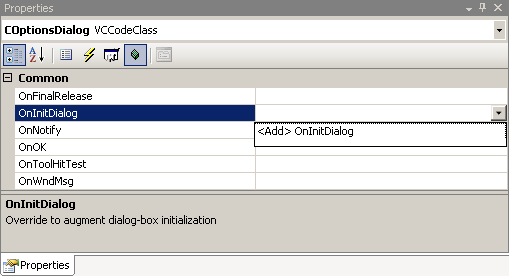 Properties
COptionsDialog VCCodeClass
Common
OnFinalRelease
OnInitDialog
OnNotify
<Add> OnInitDialog
OnOK
OnToolHitTest
OnWndMsg
OnInitDialog
Override to augment dialog-box initialization
Properties